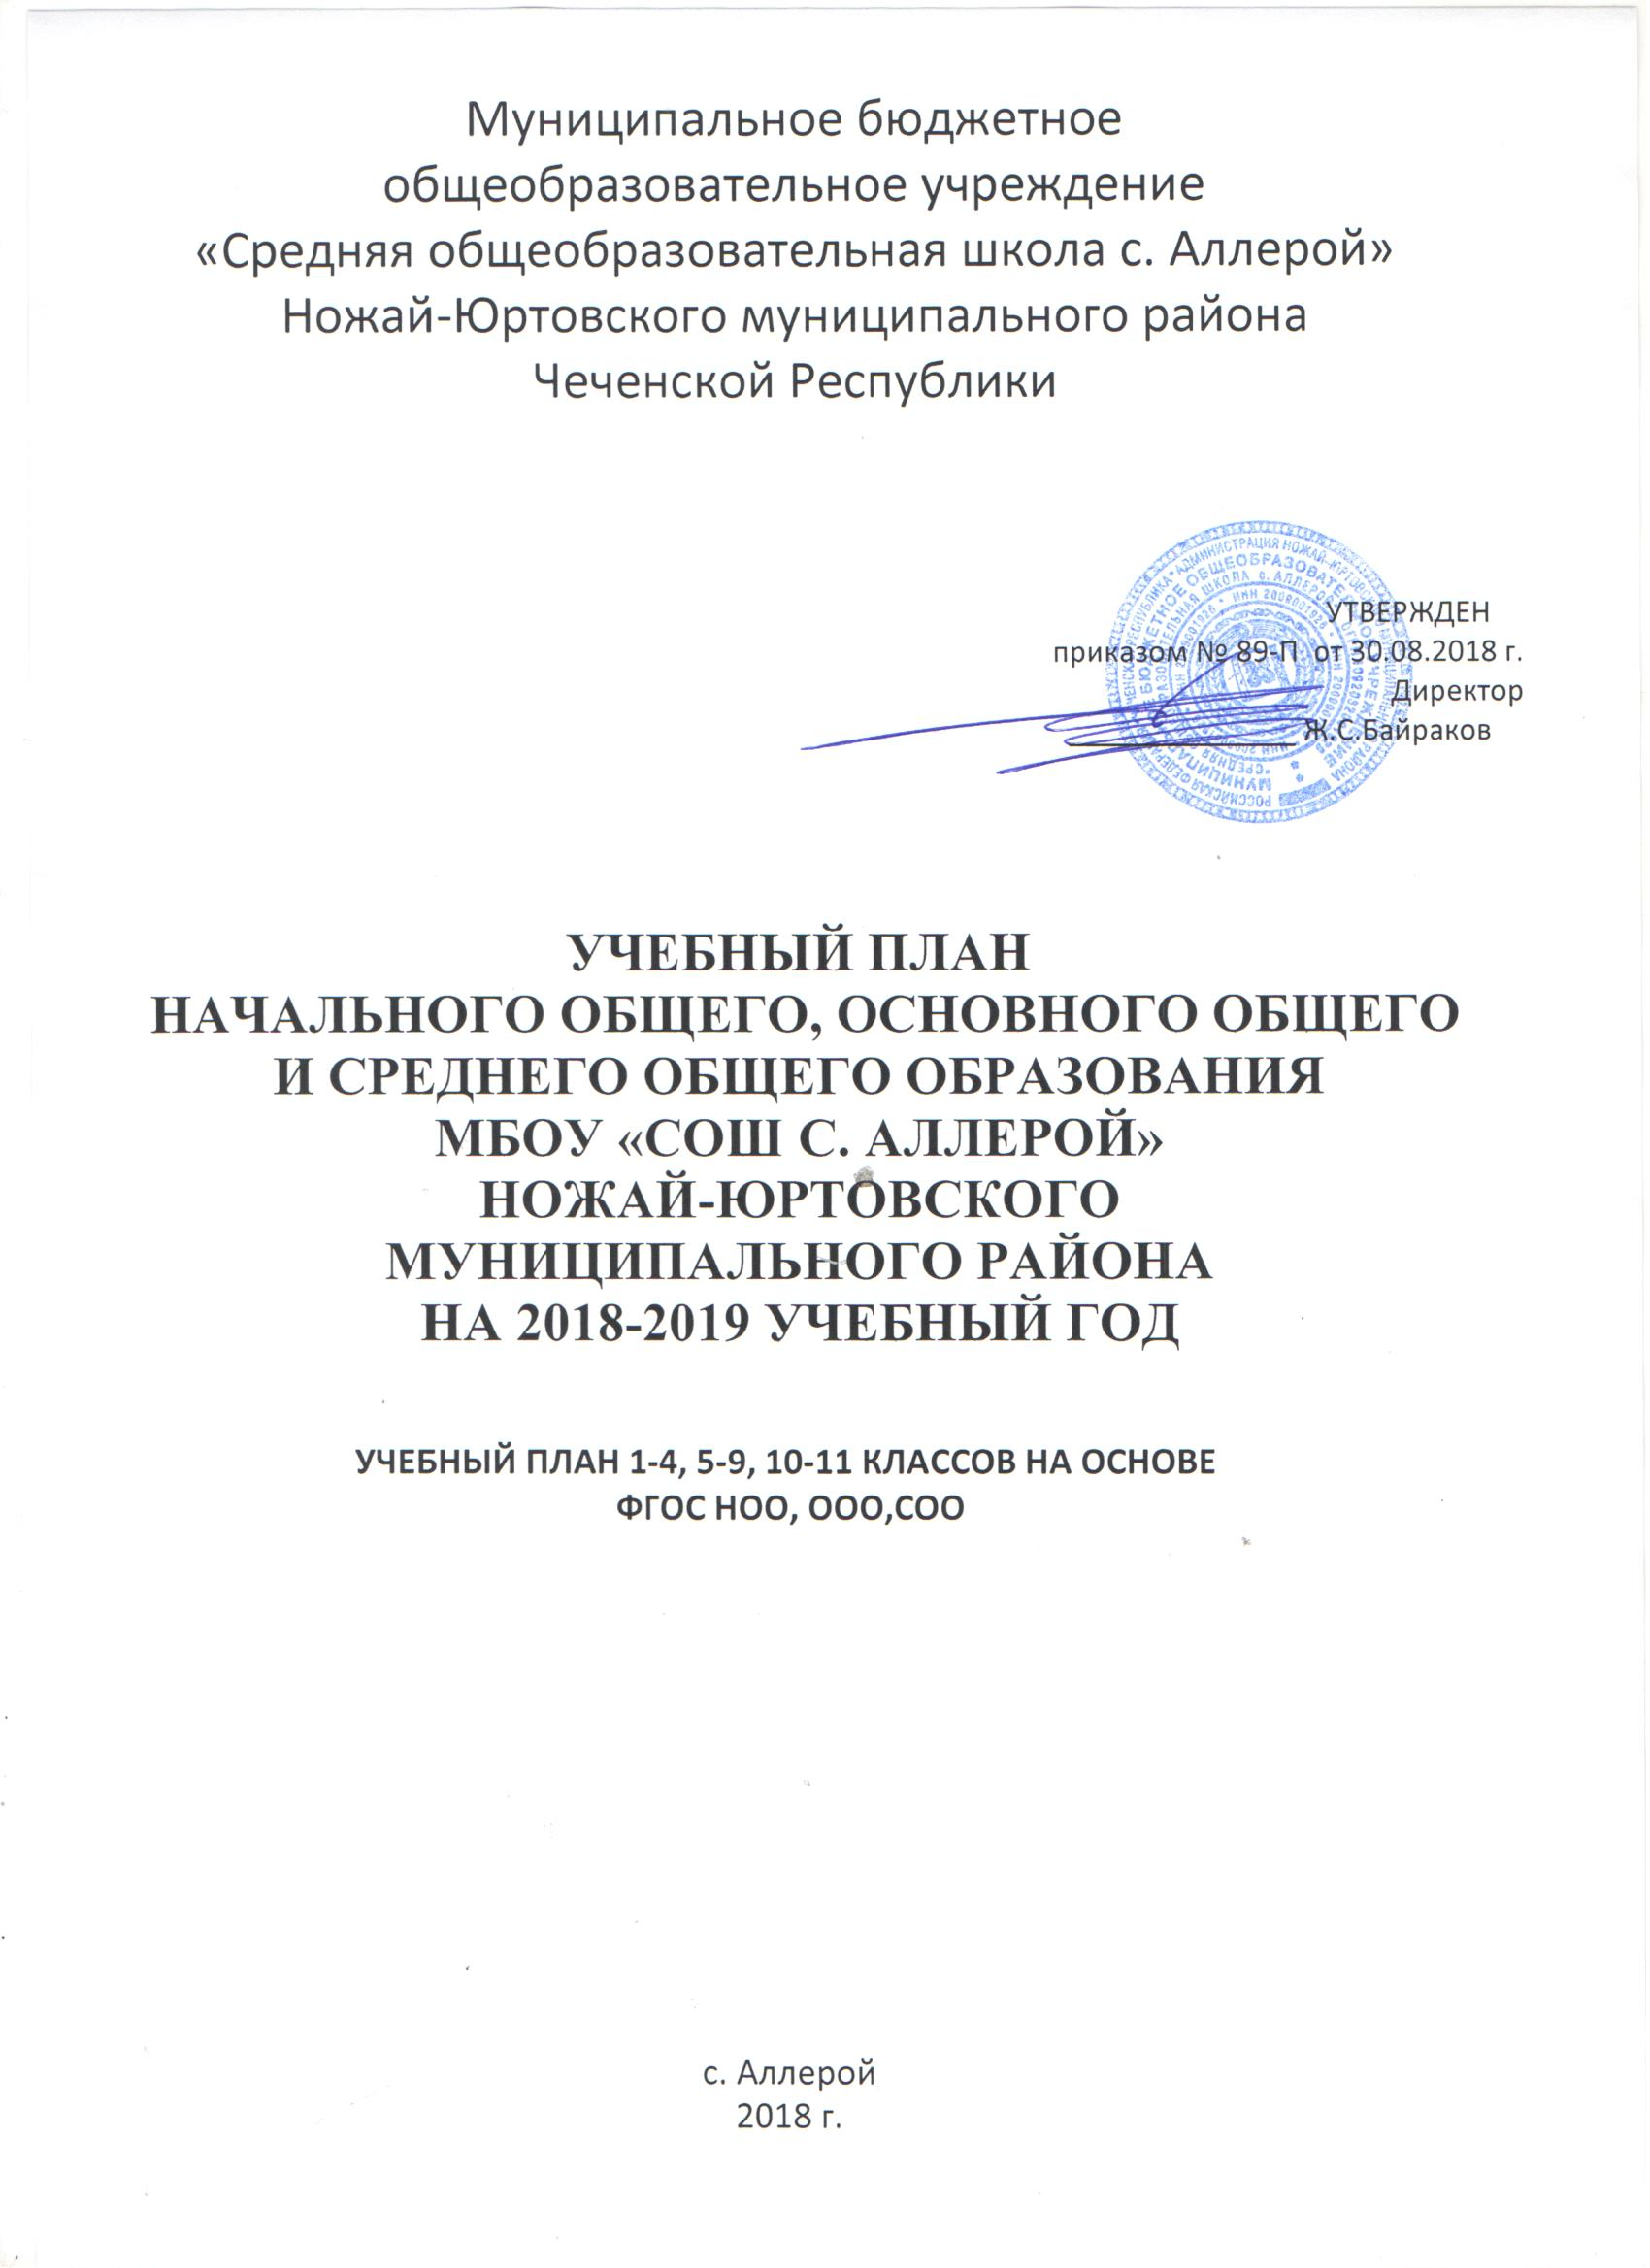 Муниципальное бюджетное
общеобразовательное учреждение
«Средняя общеобразовательная школа с. Аллерой»
Ножай-Юртовского муниципального района
Чеченской Республики
УТВЕРЖДЕН
приказом № 89-П от 30.08.2018 г.
Директор
Ж.С.Байраков
УЧЕБНЫЙ ПЛАН
НАЧАЛЬНОГО ОБЩЕГО, ОСНОВНОГО ОБЩЕГО
И СРЕДНЕГО ОБЩЕГО ОБРАЗОВАНИЯ
МБОУ «СОШ С. АЛЛЕРОЙ»
НОЖАЙ-ЮРТОВСКОГО
МУНИЦИПАЛЬНОГО РАЙОНА
НА 2018-2019 УЧЕБНЫЙ ГОД
УЧЕБНЫЙ ПЛАН 1-4, 5-9, 10-11 КЛАССОВ НА ОСНОВЕ
ФГОС НОО, ООО,СОО
с. Аллерой
2018 г.